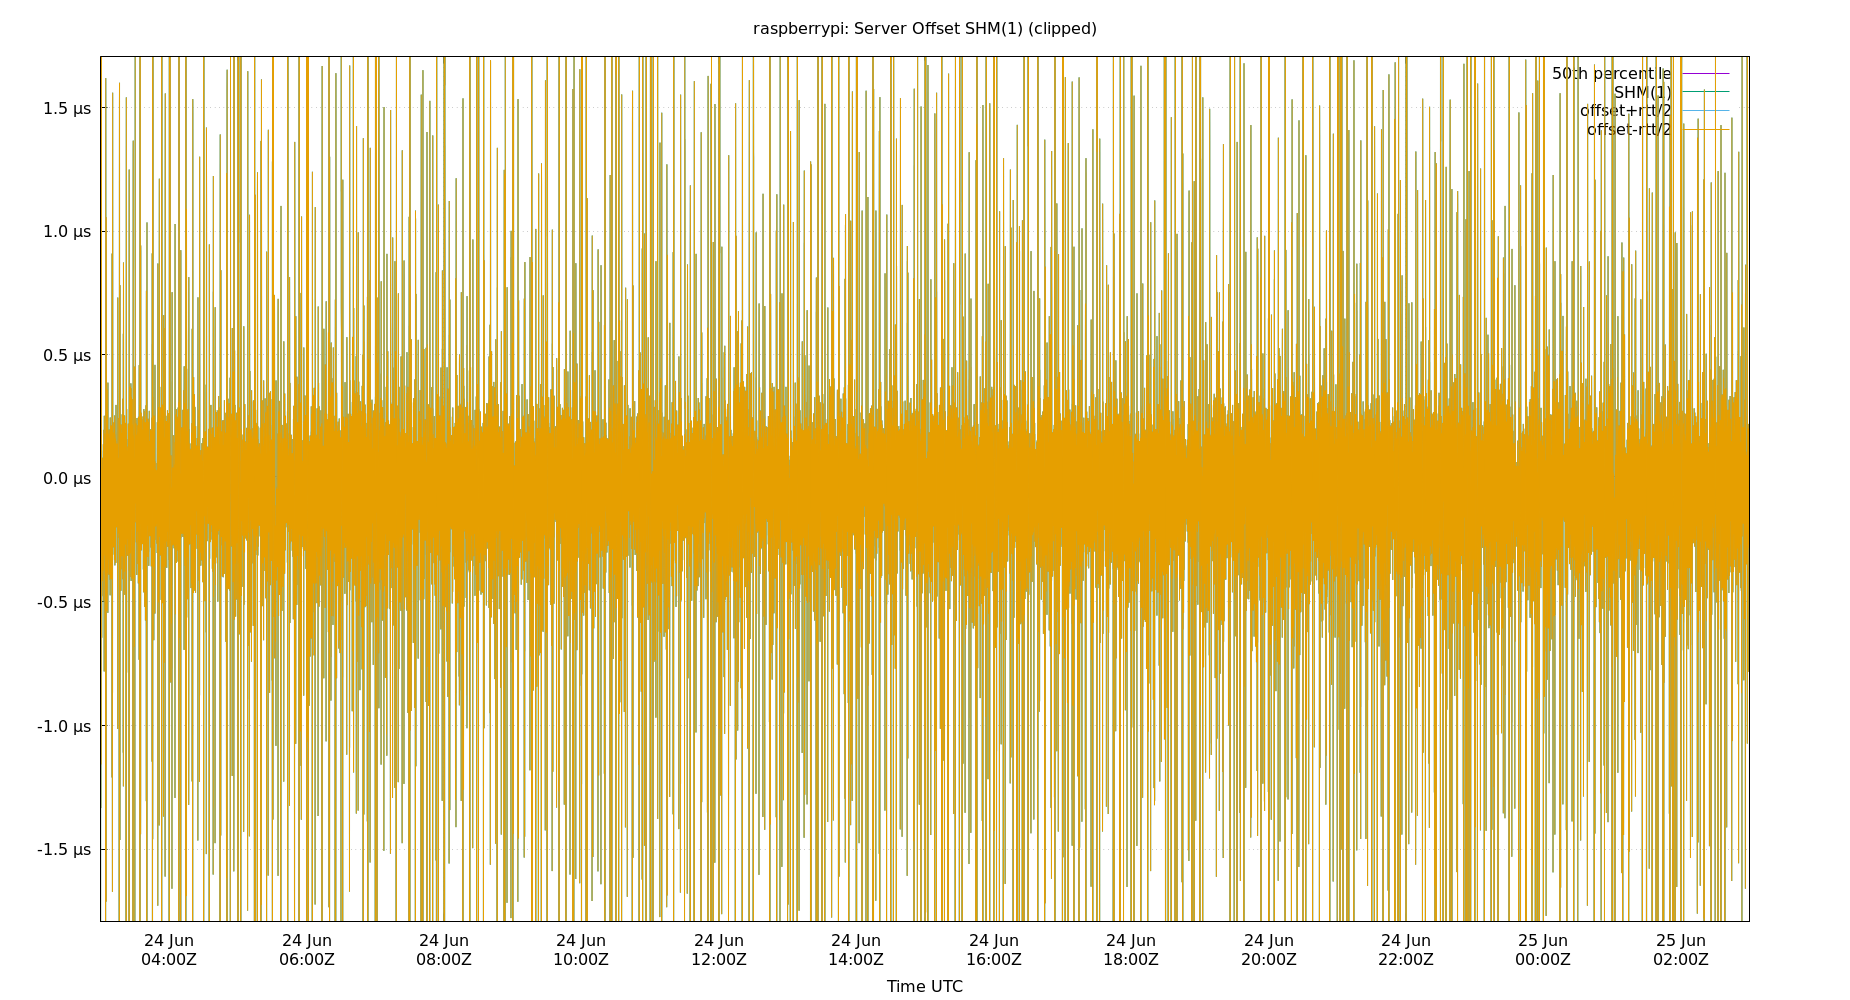 raspberrypi: Server Offset SHM(1) (clipped)
50th percentile
SHM(1)
offset+rtt/2
offset-rtt/2
1.5 µs
1.0 µs
0.5 µs
0.0 µs
-0.5 µs
-1.0 µs
-1.5 µs
24 Jun 24 Jun 24 Jun 24 Jun 24 Jun 24 Jun 24 Jun 24 Jun 24 Jun 24 Jun 25 Jun 25 Jun
04:00Z 06:00Z 08:00Z 10:00Z 12:00Z 14:00Z 16:00Z 18:00Z 20:00Z 22:00Z 00:00Z 02:00Z
Time UTC